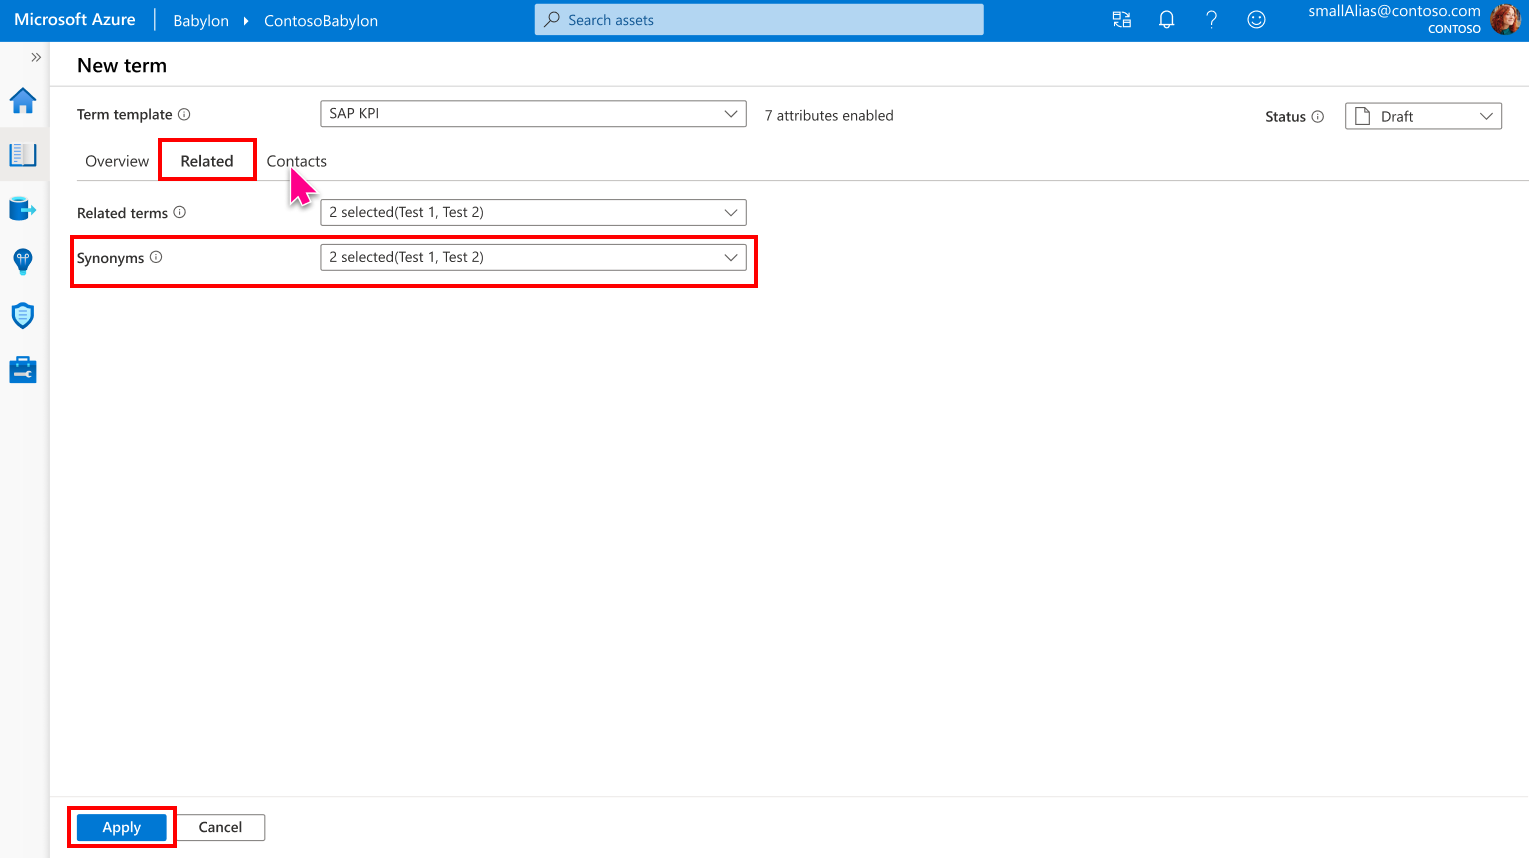 Microsoft Azure Babylon ContosoBabylon Search assets smallAlias@contoso.com
CONTOSO
New term
Term template SAP KPI 7 attributes enabled Status Draft
Overview Related Contacts
Related terms 2 selected(Test 1, Test 2)
Synonyms 2 selected(Test 1, Test 2)
Apply Cancel